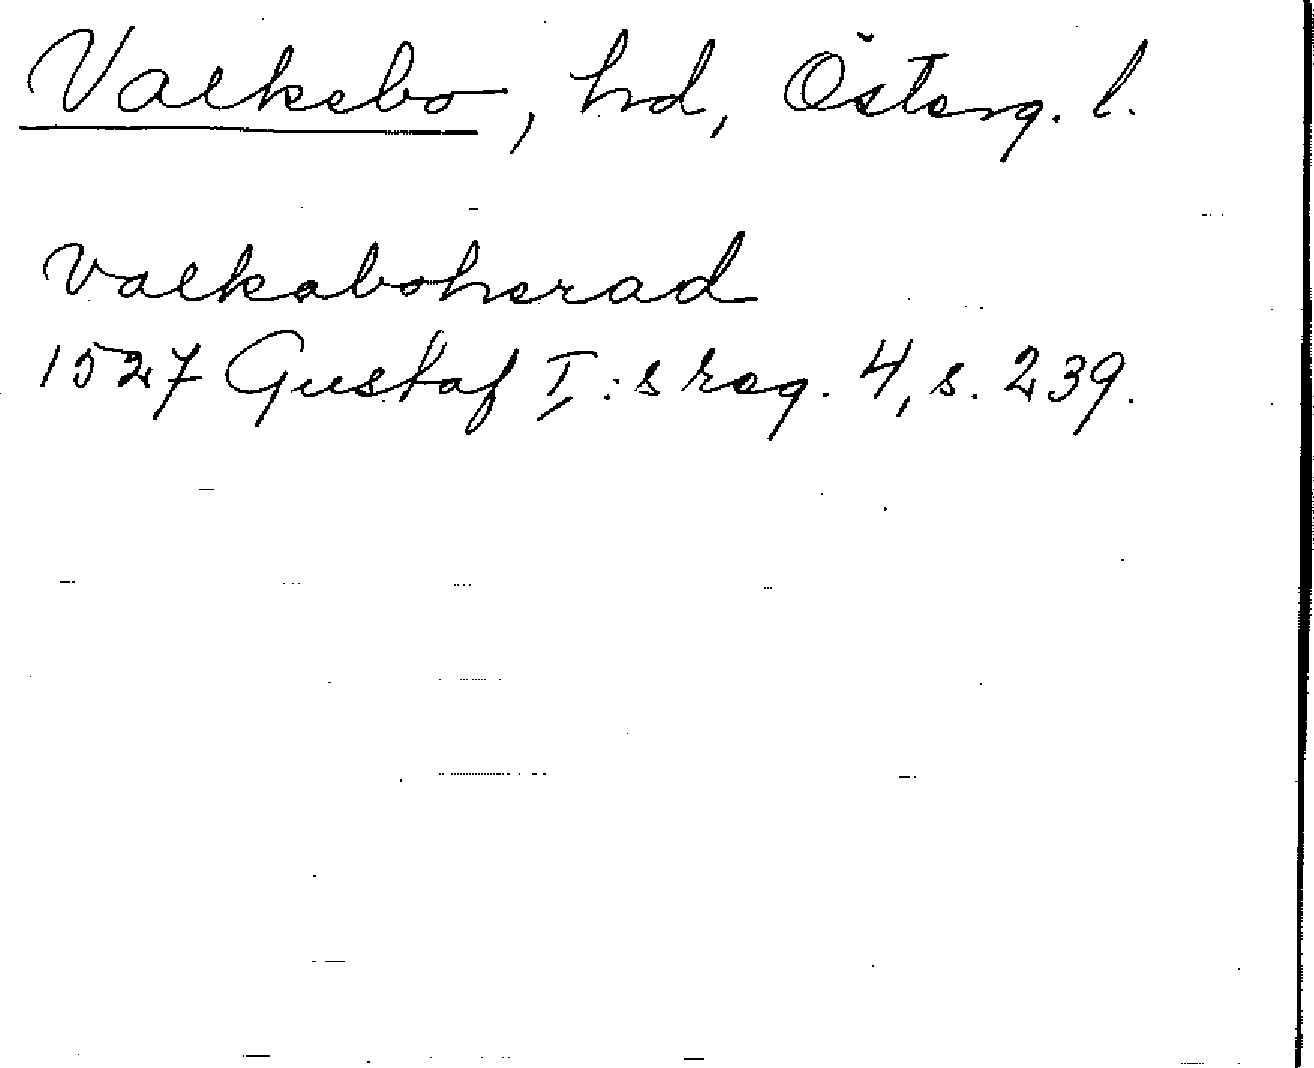 Valkebo, hd, Österg. l.
valkaboherad
1527 Gustaf I:s reg. 4, s. 239.